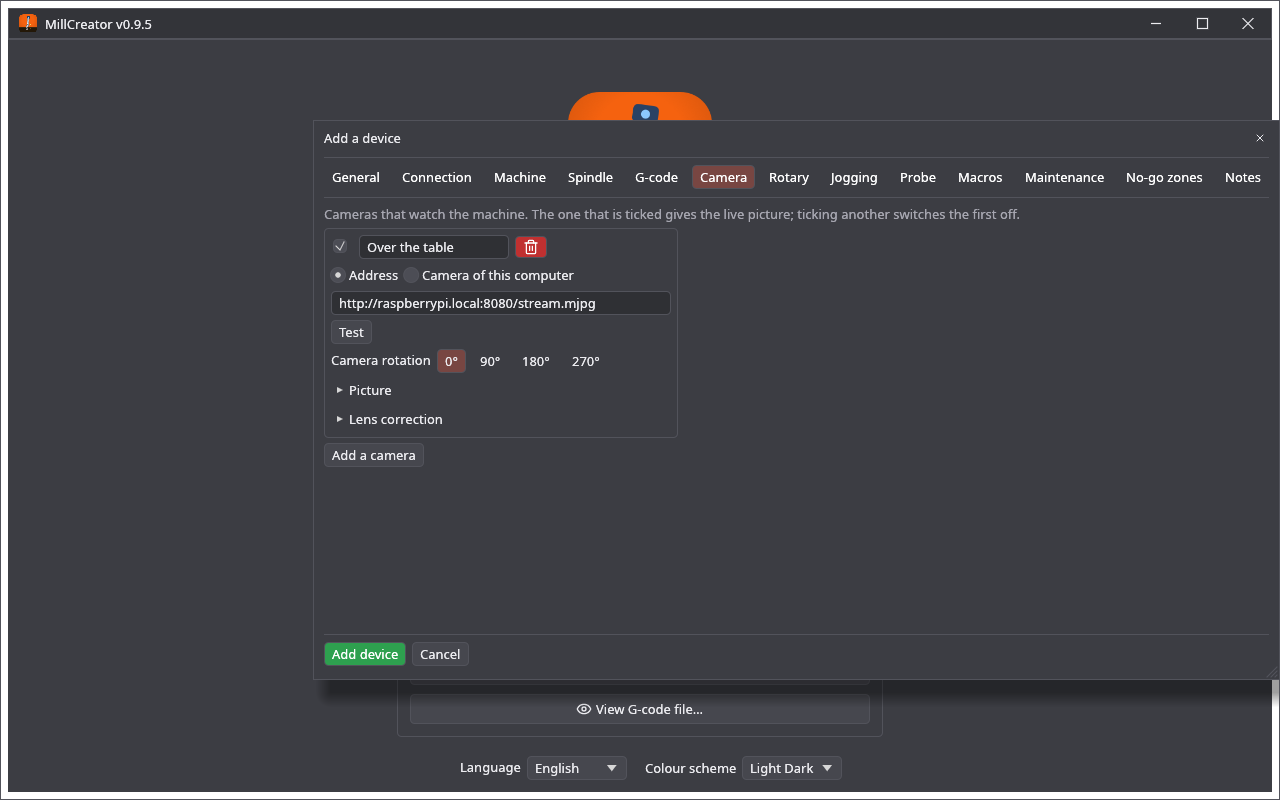 MillCreator v0.9.5
Add a device
General Connection Machine Spindle G-code Camera Rotary Jogging Probe Macros Maintenance No-go zones Notes
Cameras that watch the machine. The one that is ticked gives the live picture; ticking another switches the first off.
Over the table
Address Camera of this computer
http://raspberrypi.local:8080/stream.mjpg
Test
Camera rotation 0° 90° 180° 270°
Picture
Lens correction
Add a camera
Add device Cancel
View G-code file...
Language English Colour scheme Light Dark